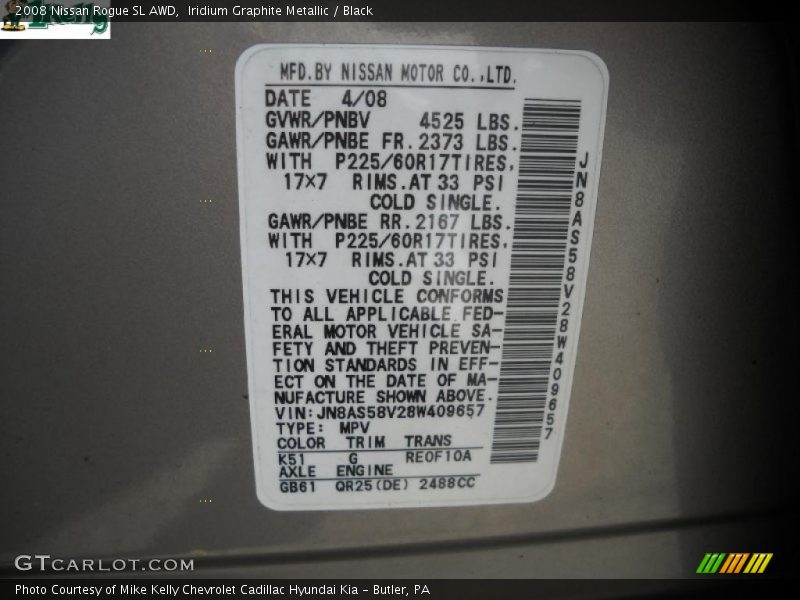 2008 Nissan Rogue SL AWD, Iridium Graphite Metallic / Black
MFD.BY NISSAN MOTOR CO.,LTD.
DATE 4/08
GVWR/PNBV 4525 LBS.
GAWR/PNBE FR.2373 LBS.
WITH P225/60R17TIRES,
17×7 RIMS.AT 33 PSI
COLD SINGLE.
GAWR/PNBE RR.2167 LBS.
WITH P225/60R17TIRES,
17×7 RIMS.AT 33 PSI
COLD SINGLE.
THIS VEHICLE CONFORMS
TO ALL APPLICABLE FED-
ERAL MOTOR VEHICLE SA-
FETY AND THEFT PREVEN-
TION STANDARDS IN EFF-
ECT ON THE DATE OF MA-
NUFACTURE SHOWN ABOVE.
VIN:JN8AS58V28W409657
TYPE: MPV
COLOR TRIM TRANS
K51 G RE0F10A
AXLE ENGINE
GB61 QR25(DE) 2488CC
JN8AS58V28W409657
GTCARLOT.COM
Photo Courtesy of Mike Kelly Chevrolet Cadillac Hyundai Kia – Butler, PA